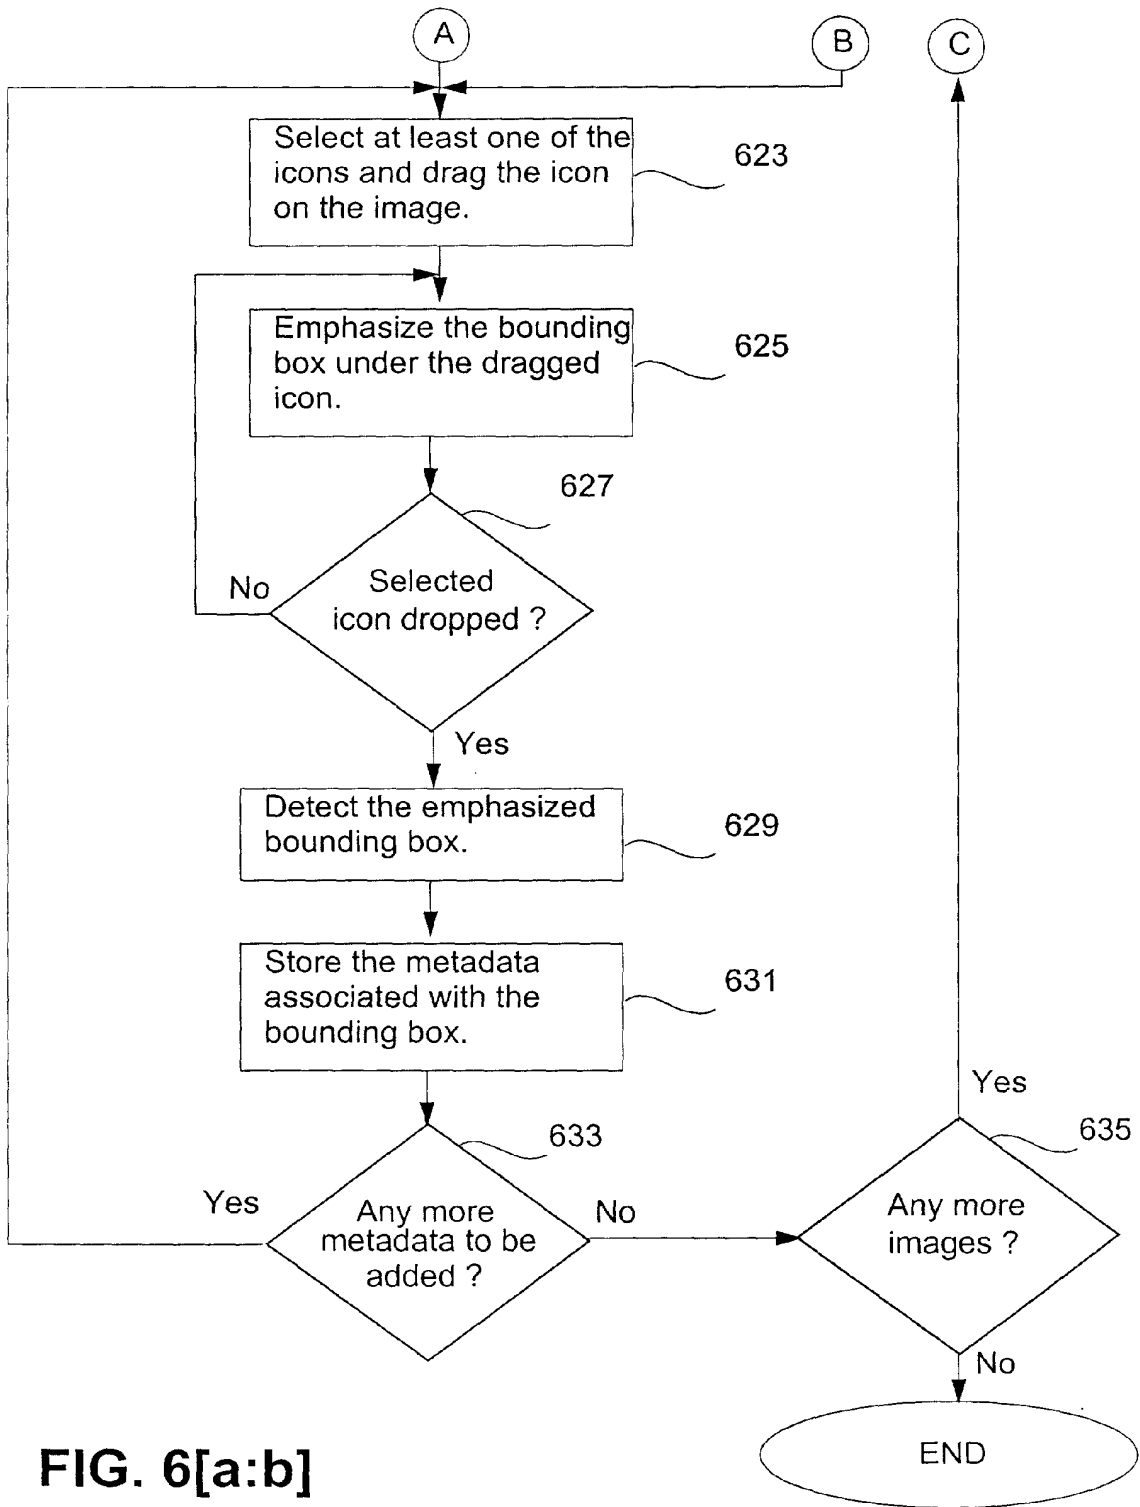 A
B
C
Select at least one of the
icons and drag the icon
on the image.
623
Emphasize the bounding
box under the dragged
icon.
625
627
Selected
icon dropped ?
No
Yes
Detect the emphasized
bounding box.
629
Store the metadata
associated with the
bounding box.
631
633
Any more
metadata to be
added ?
Yes
No
635
Any more
images ?
Yes
No
END
FIG. 6[a:b]